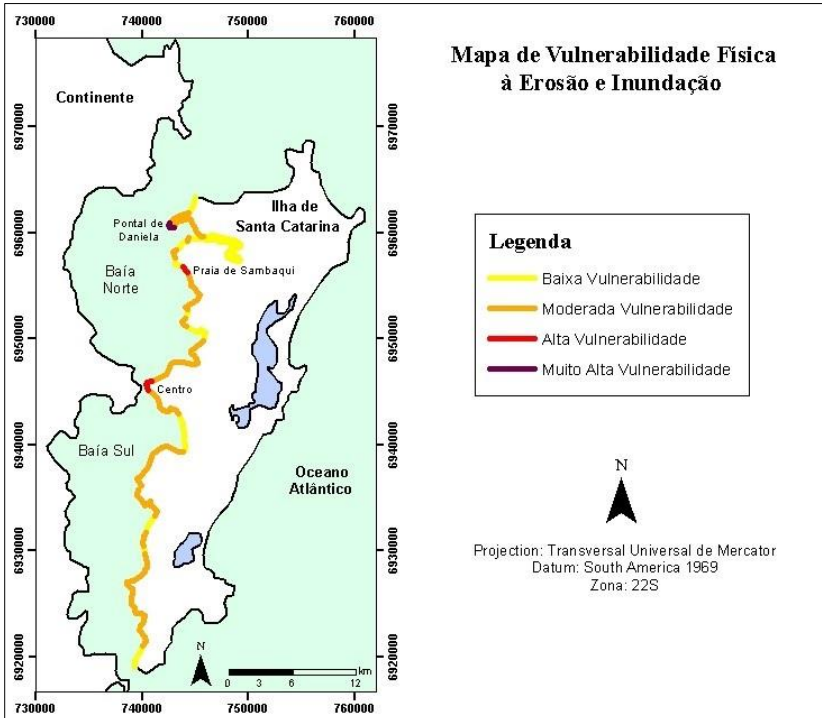 730000 740000 750000 760000
Mapa de Vulnerabilidade Física
à Erosão e Inundação
Continente
6970000 6970000
Ilha de
Santa Catarina
Pontal de
Daniela
6960000 6960000
Baía
Norte
Praia de Sambaqui
Legenda
Baixa Vulnerabilidade
Moderada Vulnerabilidade
Alta Vulnerabilidade
Muito Alta Vulnerabilidade
6950000 6950000
Centro
6940000 6940000
Baía Sul
Oceano
Atlântico
N
Projection: Transversal Universal de Mercator
Datum: South America 1969
Zona: 22S
6930000 6930000
6920000 6920000
N
km
0 3 6 12
730000 740000 750000 760000